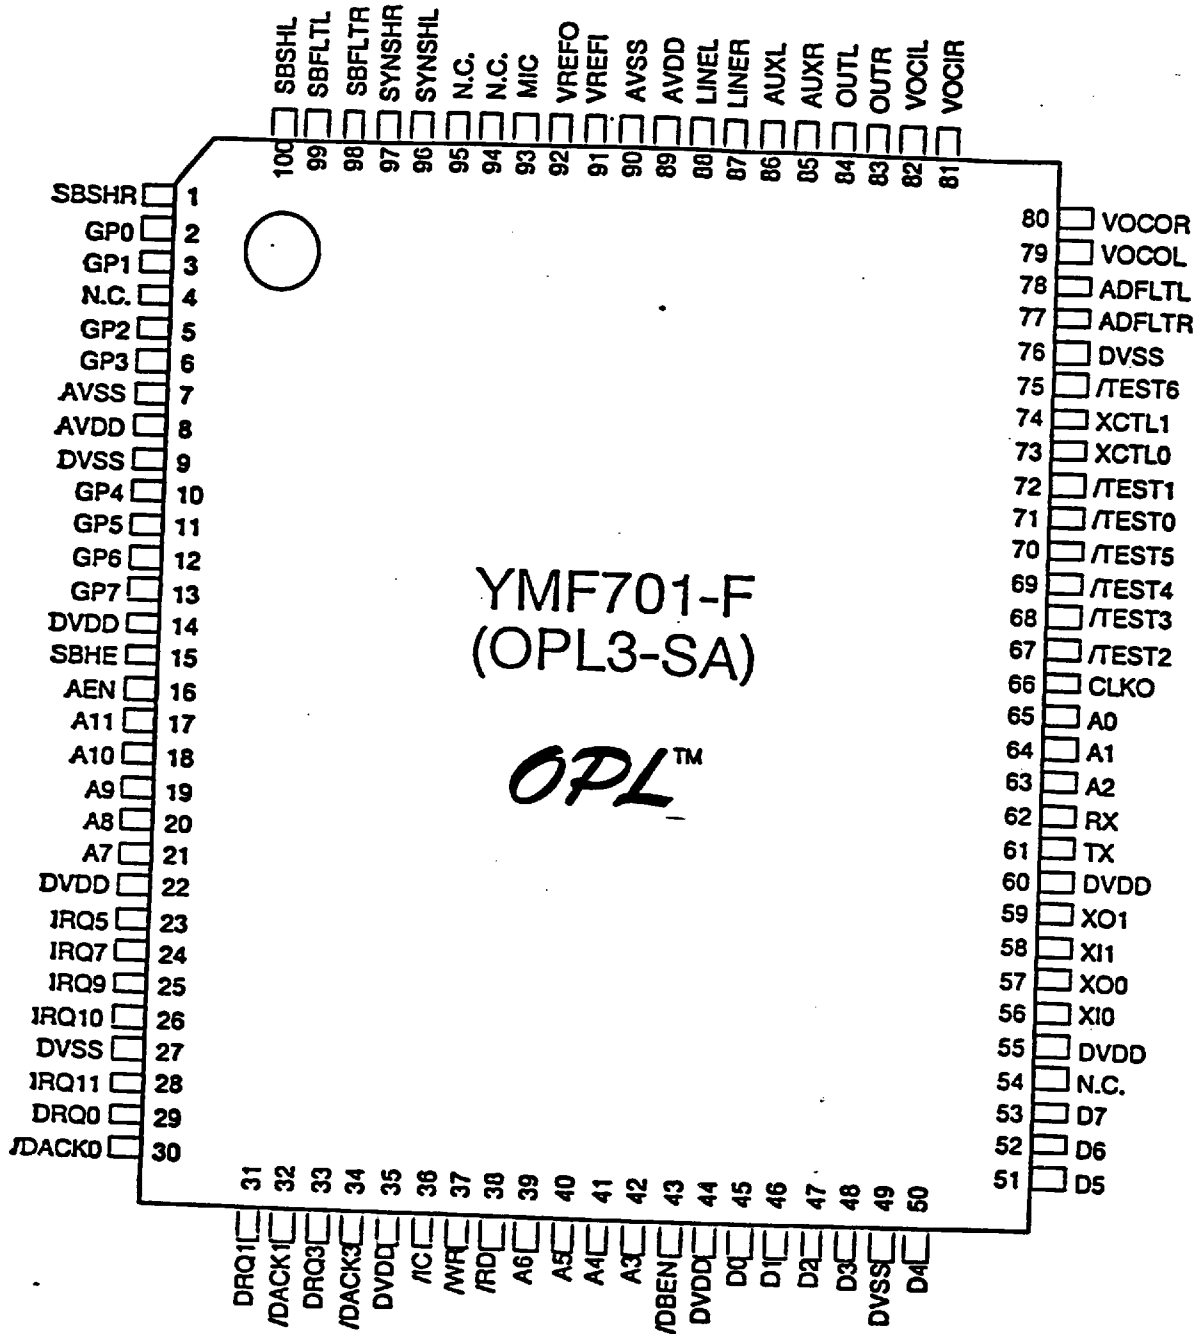 SBSHL SBFLTL SBFLTR SYNSHR SYNSHL N.C. N.C. MIC VREFO VREFI AVSS AVDD LINEL LINER AUXL AUXR OUTL OUTR VOCIL VOCIR
100 99 98 97 96 95 94 93 92 91 90 89 88 87 86 85 84 83 82 81
SBSHR 1
GP0 2
GP1 3
N.C. 4
GP2 5
GP3 6
AVSS 7
AVDD 8
DVSS 9
GP4 10
GP5 11
GP6 12
GP7 13
DVDD 14
SBHE 15
AEN 16
A11 17
A10 18
A9 19
A8 20
A7 21
DVDD 22
IRQ5 23
IRQ7 24
IRQ9 25
IRQ10 26
DVSS 27
IRQ11 28
DRQ0 29
/DACK0 30
YMF701-F
(OPL3-SA)
OPL™
80 VOCOR
79 VOCOL
78 ADFLTL
77 ADFLTR
76 DVSS
75 /TEST6
74 XCTL1
73 XCTL0
72 /TEST1
71 /TEST0
70 /TEST5
69 /TEST4
68 /TEST3
67 /TEST2
66 CLKO
65 A0
64 A1
63 A2
62 RX
61 TX
60 DVDD
59 XO1
58 XI1
57 XO0
56 XI0
55 DVDD
54 N.C.
53 D7
52 D6
51 D5
31 32 33 34 35 36 37 38 39 40 41 42 43 44 45 46 47 48 49 50
DRQ1 /DACK1 DRQ3 /DACK3 DVDD /IC /WR /RD A6 A5 A4 A3 /DBEN DVDD D0 D1 D2 D3 DVSS D4